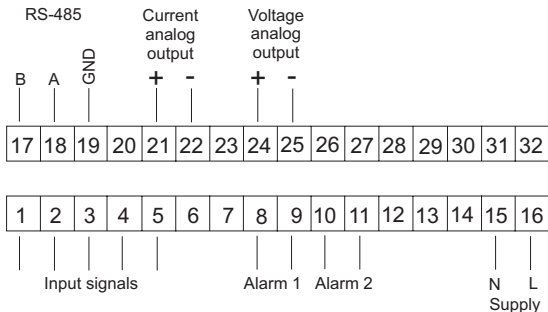 RS-485
Current analog output
Voltage analog output
B A GND + - + -
17 18 19 20 21 22 23 24 25 26 27 28 29 30 31 32
1 2 3 4 5 6 7 8 9 10 11 12 13 14 15 16
Input signals Alarm 1 Alarm 2 N L
Supply